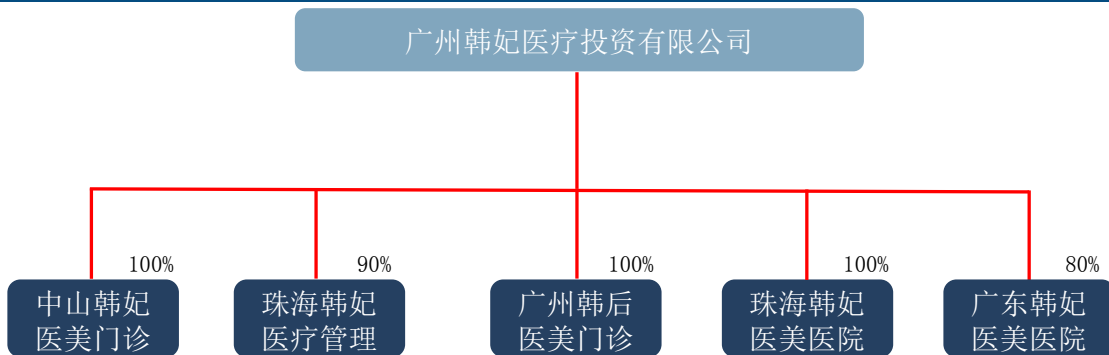 广州韩妃医疗投资有限公司
100%
90%
100%
100%
80%
中山韩妃
医美门诊
珠海韩妃
医疗管理
广州韩后
医美门诊
珠海韩妃
医美医院
广东韩妃
医美医院